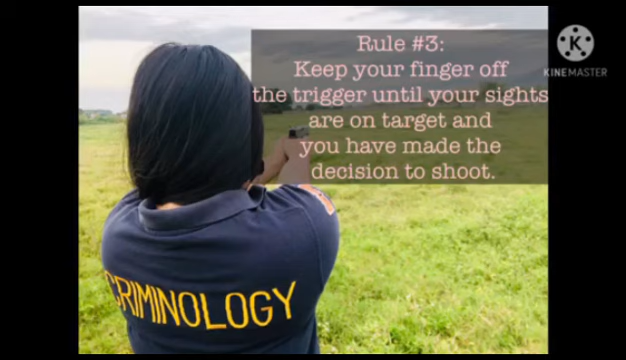 Rule #3:
Keep your finger off
the trigger until your sights
are on target and
you have made the
decision to shoot.
K
KINEMASTER
CRIMINOLOGY